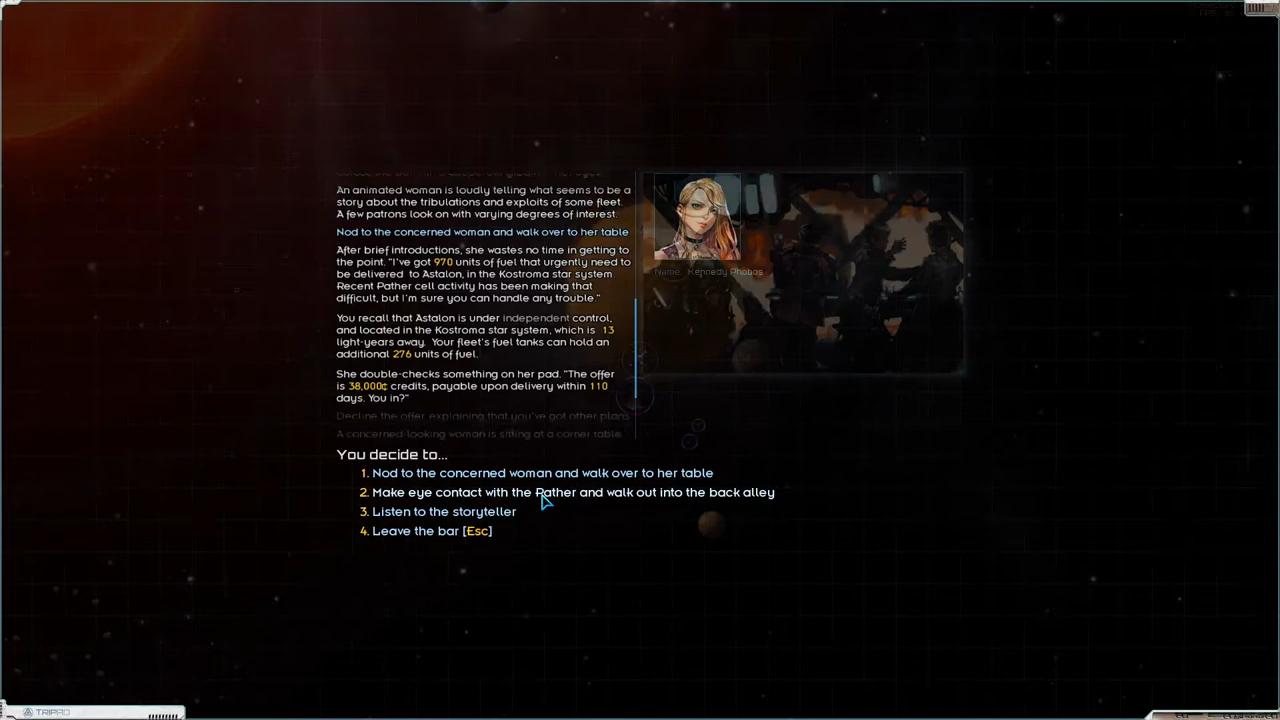 An animated woman is loudly telling what seems to be a
story about the tribulations and exploits of some fleet.
A few patrons look on with varying degrees of interest.
Nod to the concerned woman and walk over to her table
After brief introductions, she wastes no time in getting to
the point. "I've got 970 units of fuel that urgently need to
be delivered to Astalon, in the Kostroma star system.
Recent Pather cell activity has been making that
difficult, but I'm sure you can handle any trouble."
You recall that Astalon is under independent control,
and located in the Kostroma star system, which is 13
light-years away. Your fleet's fuel tanks can hold an
additional 276 units of fuel.
She double-checks something on her pad. "The offer
is 38,000¢ credits, payable upon delivery within 110
days. You in?"
Decline the offer, explaining that you've got other plans
A concerned-looking woman is sitting at a corner table.
Name: Kennedy Phobos
You decide to...
1. Nod to the concerned woman and walk over to her table
2. Make eye contact with the Pather and walk out into the back alley
3. Listen to the storyteller
4. Leave the bar [Esc]
TRIPAD